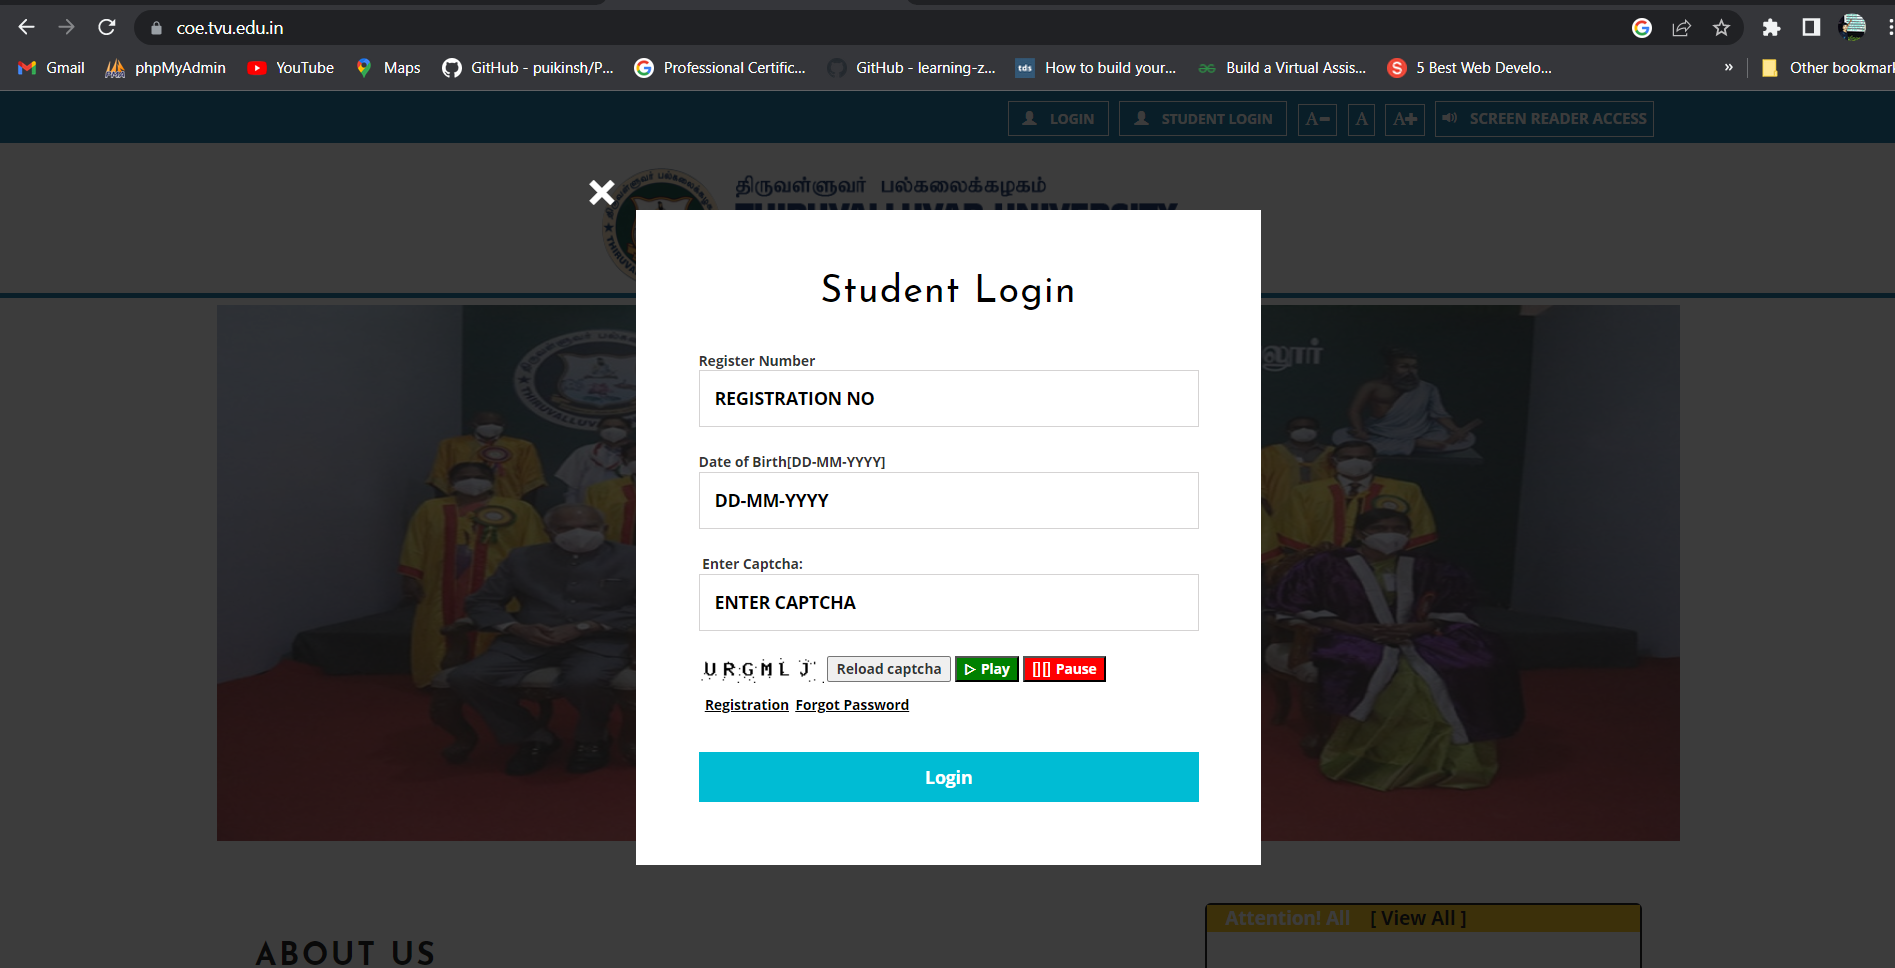 coe.tvu.edu.in
Gmail phpMyAdmin YouTube Maps GitHub - puikinsh/P... Professional Certific... GitHub - learning-z... How to build your... Build a Virtual Assis... 5 Best Web Develo... » Other bookmark
LOGIN STUDENT LOGIN A- A A+ SCREEN READER ACCESS
திருவள்ளுவர் பல்கலைக்கழகம்
THIRUVALLUVAR UNIVERSITY
Student Login
Register Number
REGISTRATION NO
Date of Birth[DD-MM-YYYY]
DD-MM-YYYY
Enter Captcha:
ENTER CAPTCHA
U R G M L J Reload captcha ▷ Play [][] Pause
Registration Forgot Password
Login
Attention! All [ View All ]
ABOUT US